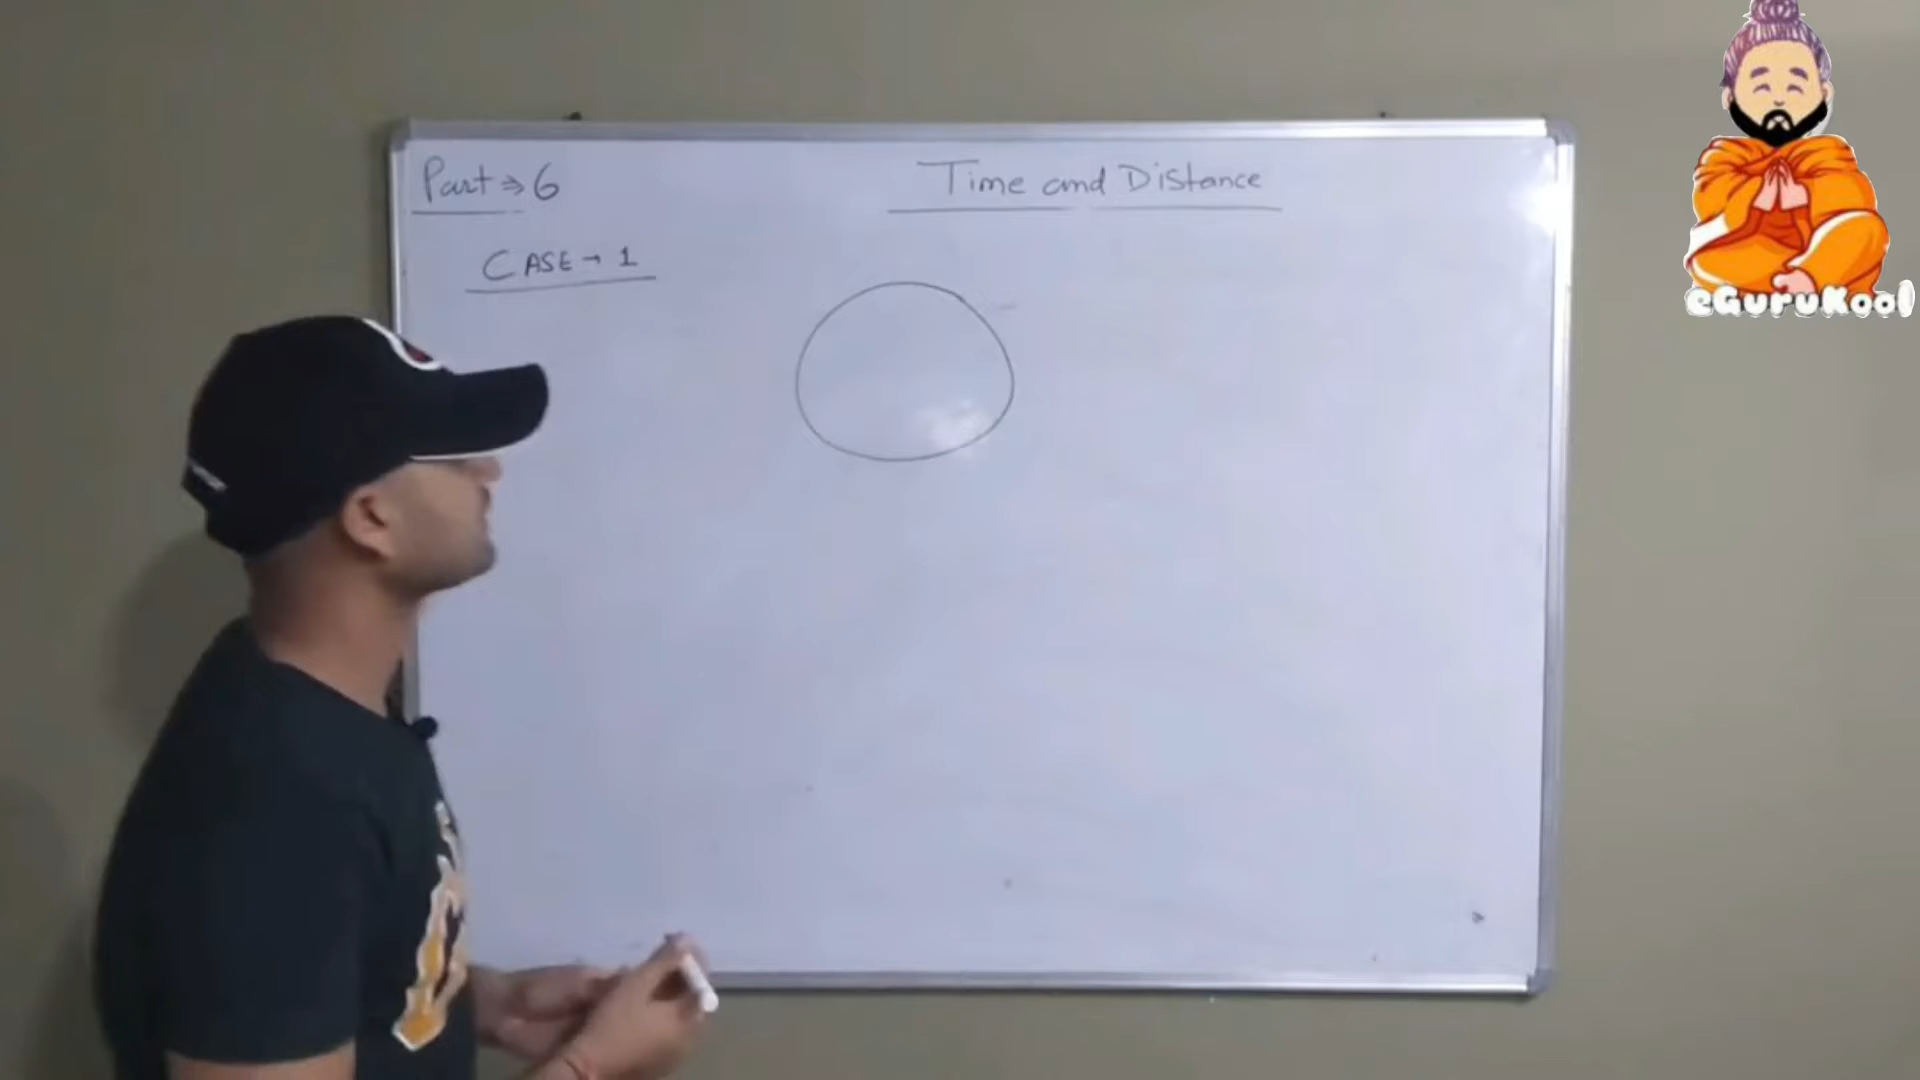 Part ⇒ 6
Time and Distance
CASE → 1
eGuruKool